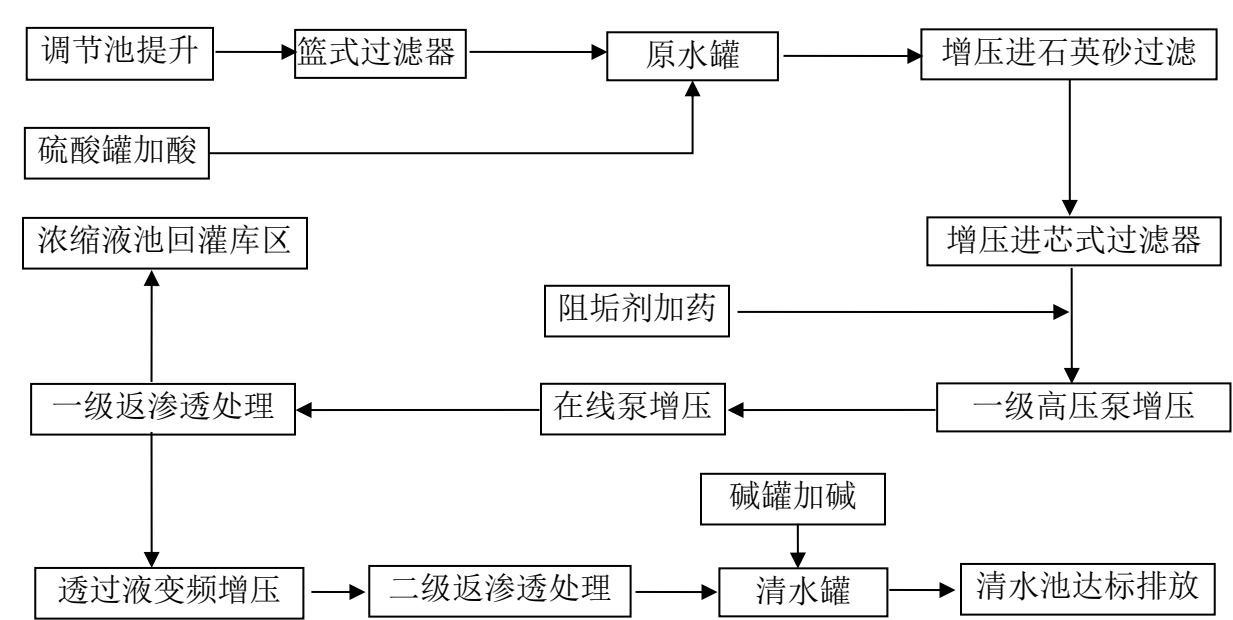 调节池提升
篮式过滤器
原水罐
增压进石英砂过滤
硫酸罐加酸
浓缩液池回灌库区
增压进芯式过滤器
阻垢剂加药
一级返渗透处理
在线泵增压
一级高压泵增压
碱罐加碱
透过液变频增压
二级返渗透处理
清水罐
清水池达标排放